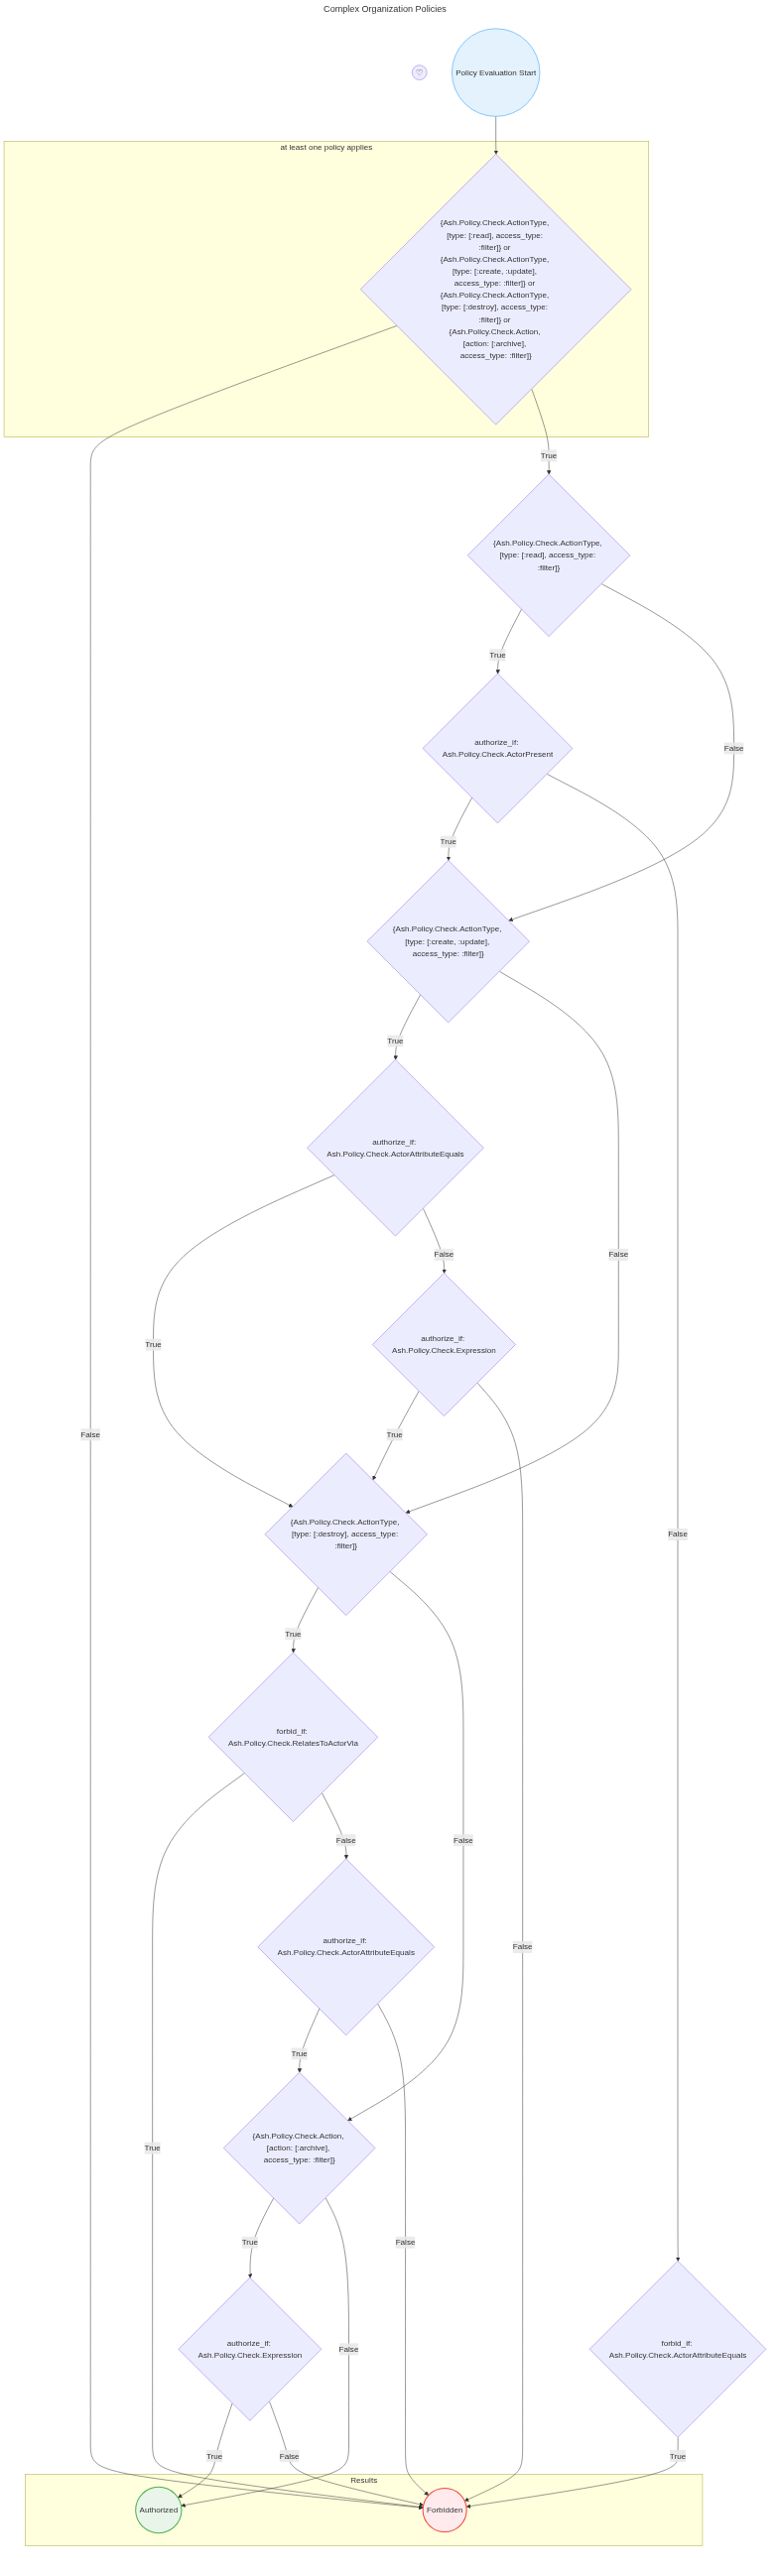 Complex Organization Policies
♡
Policy Evaluation Start
at least one policy applies
{Ash.Policy.Check.ActionType,
[type: [:read], access_type:
:filter]} or
{Ash.Policy.Check.ActionType,
[type: [:create, :update],
access_type: :filter]} or
{Ash.Policy.Check.ActionType,
[type: [:destroy], access_type:
:filter]} or
{Ash.Policy.Check.Action,
[action: [:archive],
access_type: :filter]}
True
{Ash.Policy.Check.ActionType,
[type: [:read], access_type:
:filter]}
True
authorize_if:
Ash.Policy.Check.ActorPresent
False
True
{Ash.Policy.Check.ActionType,
[type: [:create, :update],
access_type: :filter]}
True
authorize_if:
Ash.Policy.Check.ActorAttributeEquals
False
False
True
authorize_if:
Ash.Policy.Check.Expression
True
False
{Ash.Policy.Check.ActionType,
[type: [:destroy], access_type:
:filter]}
False
True
forbid_if:
Ash.Policy.Check.RelatesToActorVia
False
False
authorize_if:
Ash.Policy.Check.ActorAttributeEquals
False
True
True
{Ash.Policy.Check.Action,
[action: [:archive],
access_type: :filter]}
True
False
authorize_if:
Ash.Policy.Check.Expression
False
forbid_if:
Ash.Policy.Check.ActorAttributeEquals
True
False
True
Results
Authorized
Forbidden